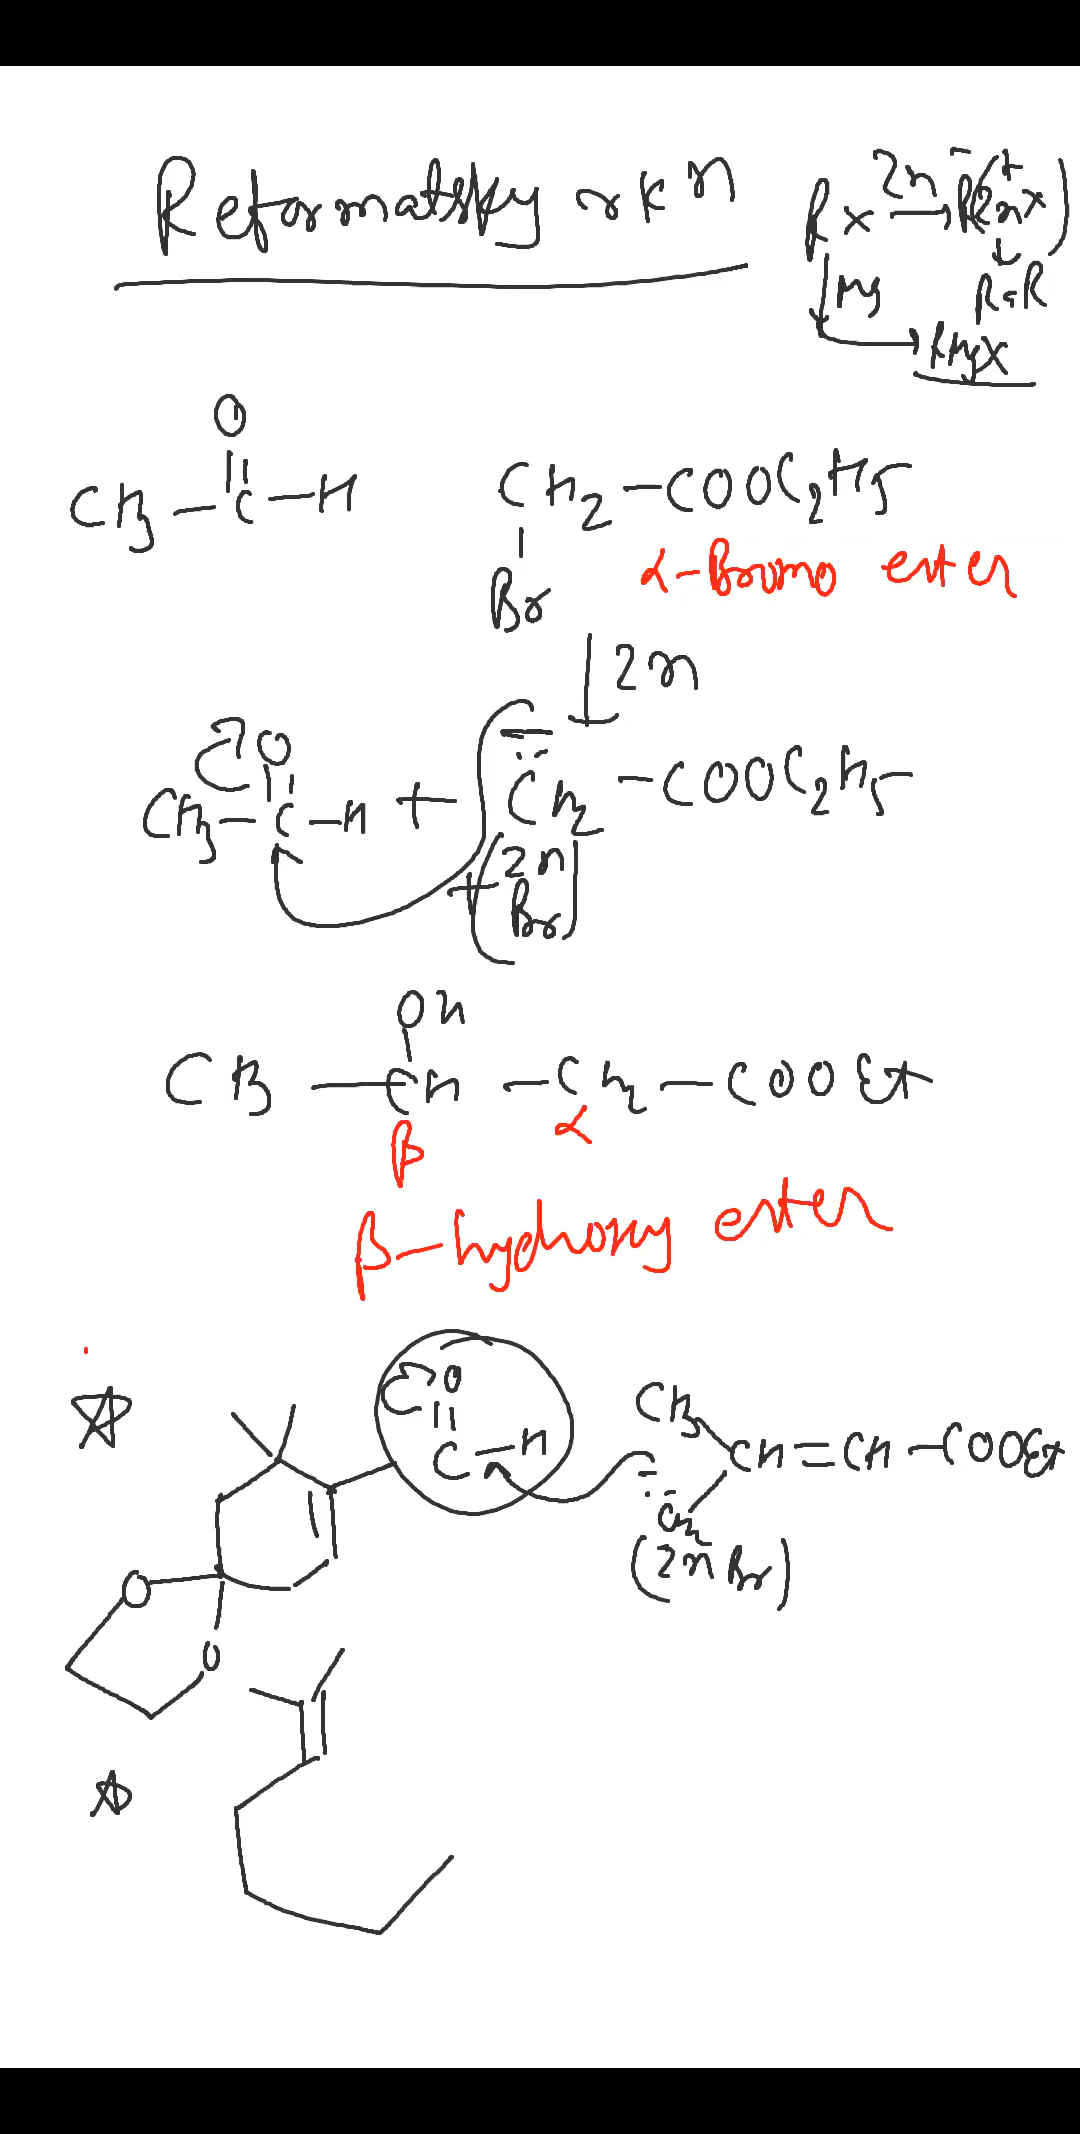 Reformatsky rxn
Rx Zn R̄(Znx)⁺
Mg R-R
RMgX
O
CH3-C-H CH2-COOC2H5
Br α-Bromo ester
Zn
O
CH3-C-H + CH2-COOC2H5
(ZnBr)
OH
CH3-CH-CH2-COOEt
β α
β-hydroxy ester
O
C-H
CH3
CH=CH-COOEt
CH2
(ZnBr)
O
O